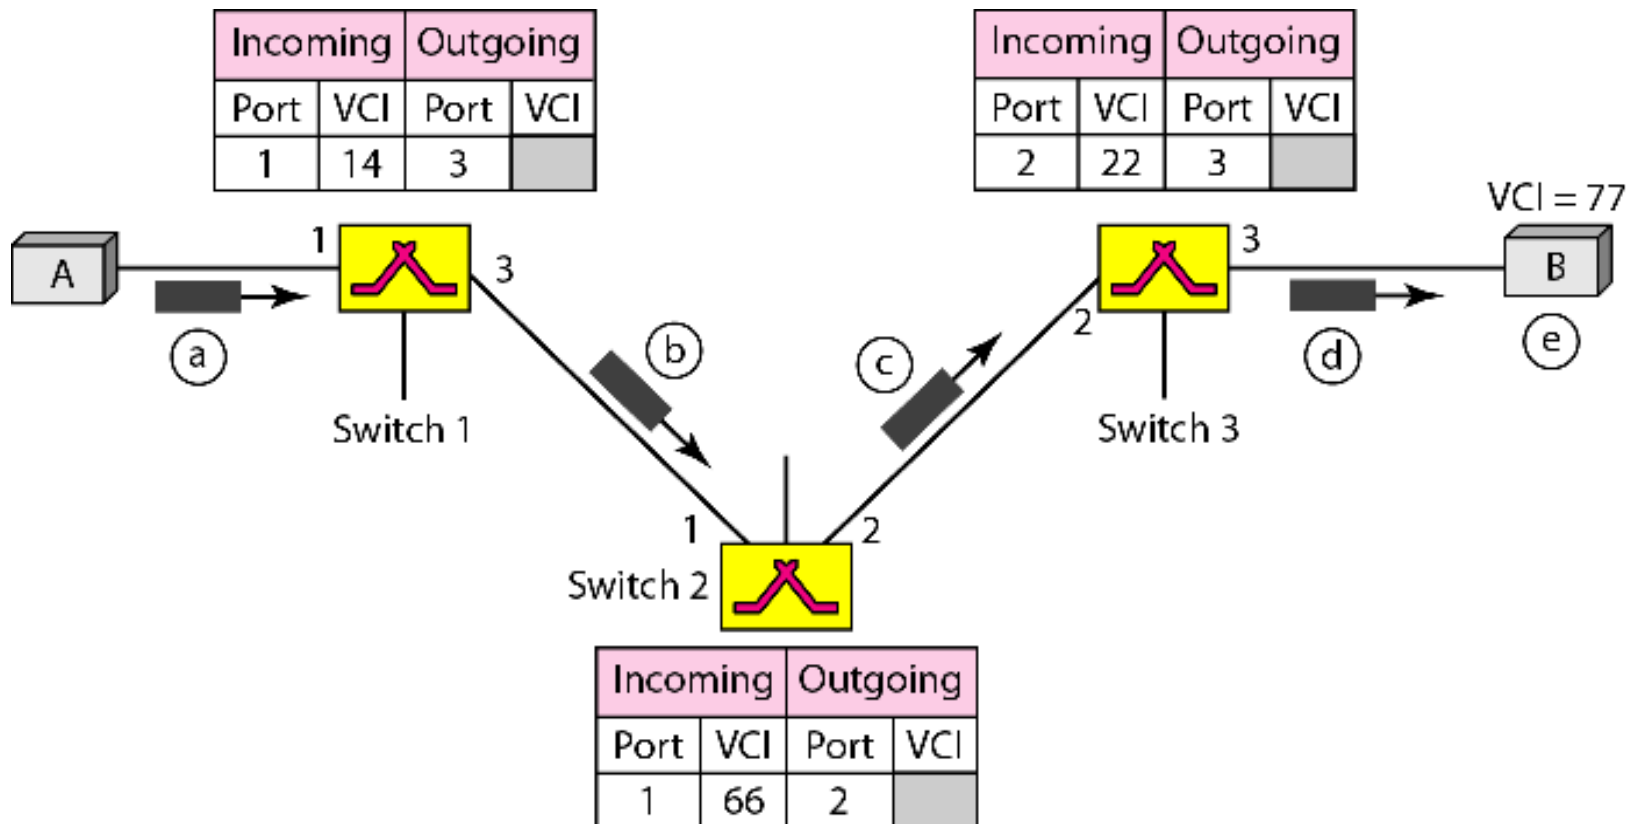 Incoming Outgoing
Port VCI Port VCI
1 14 3
Incoming Outgoing
Port VCI Port VCI
2 22 3
VCI = 77
A
1
3
a
b
Switch 1
c
2
3
d
B
e
Switch 3
1
2
Switch 2
Incoming Outgoing
Port VCI Port VCI
1 66 2